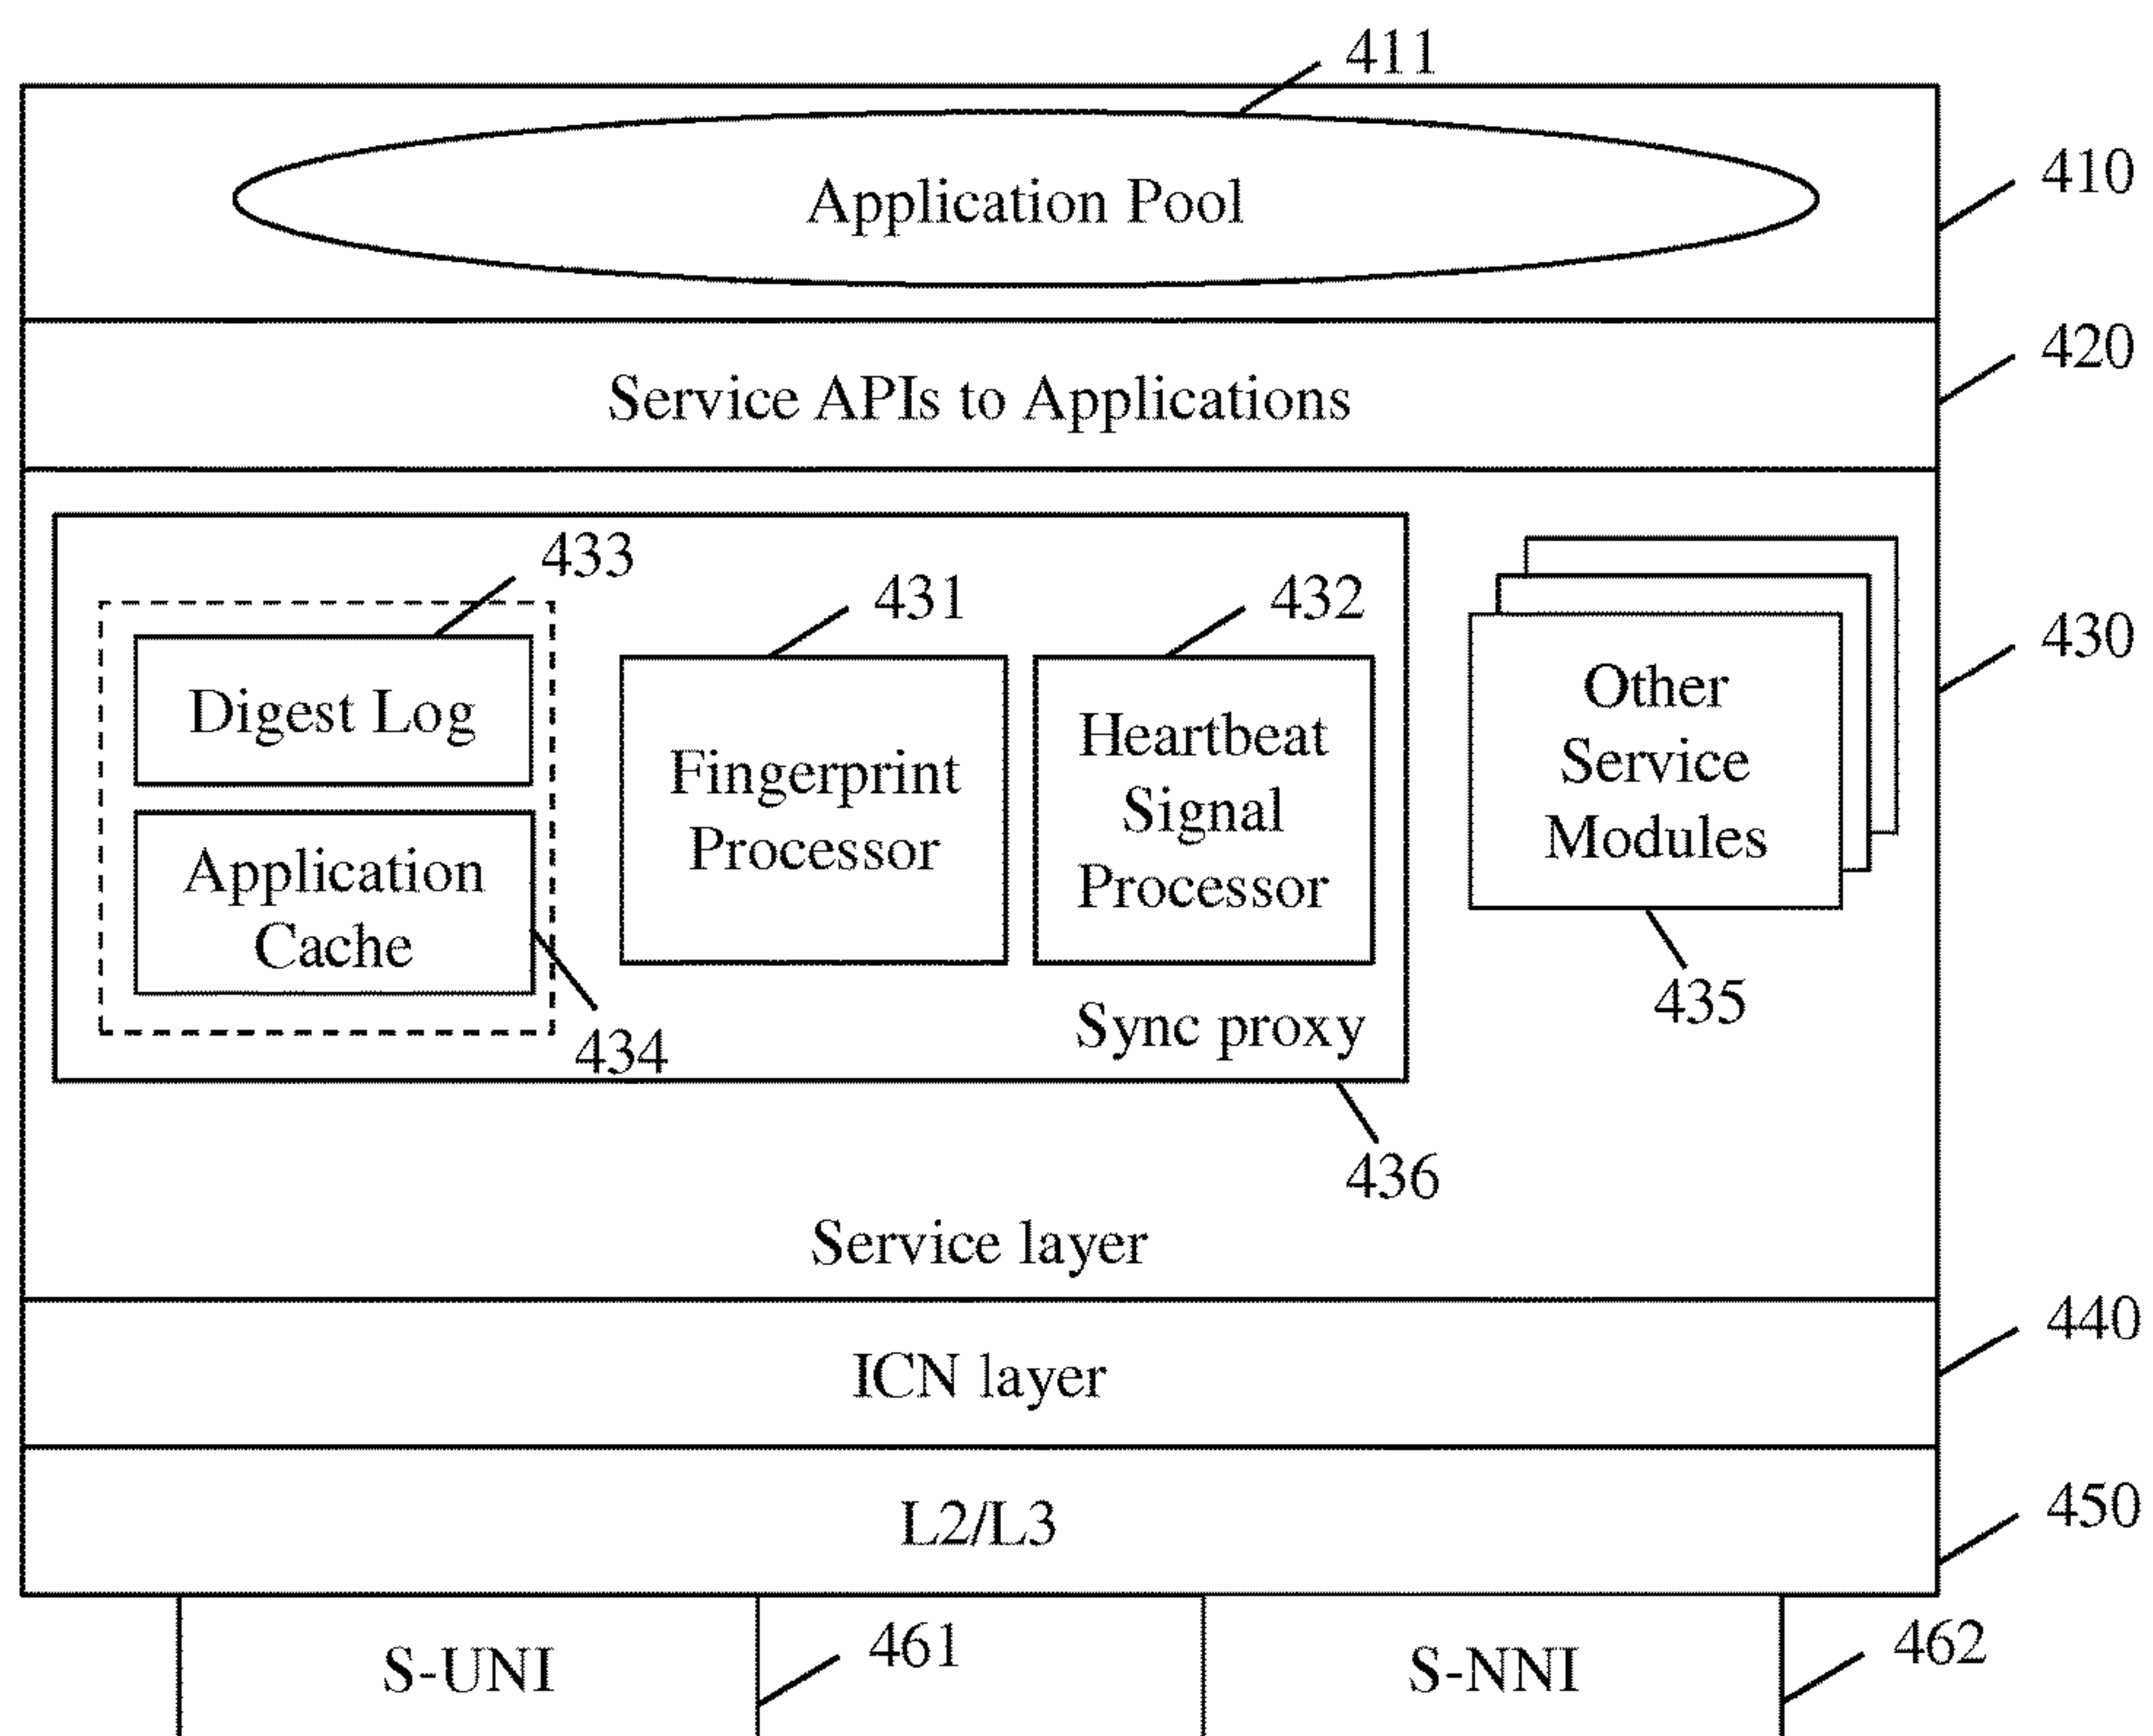 411
Application Pool
410
420
Service APIs to Applications
433
431
432
430
Digest Log
Fingerprint
Processor
Heartbeat
Signal
Processor
Other
Service
Modules
Application
Cache
434
Sync proxy
435
436
Service layer
440
ICN layer
450
L2/L3
S-UNI
461
S-NNI
462